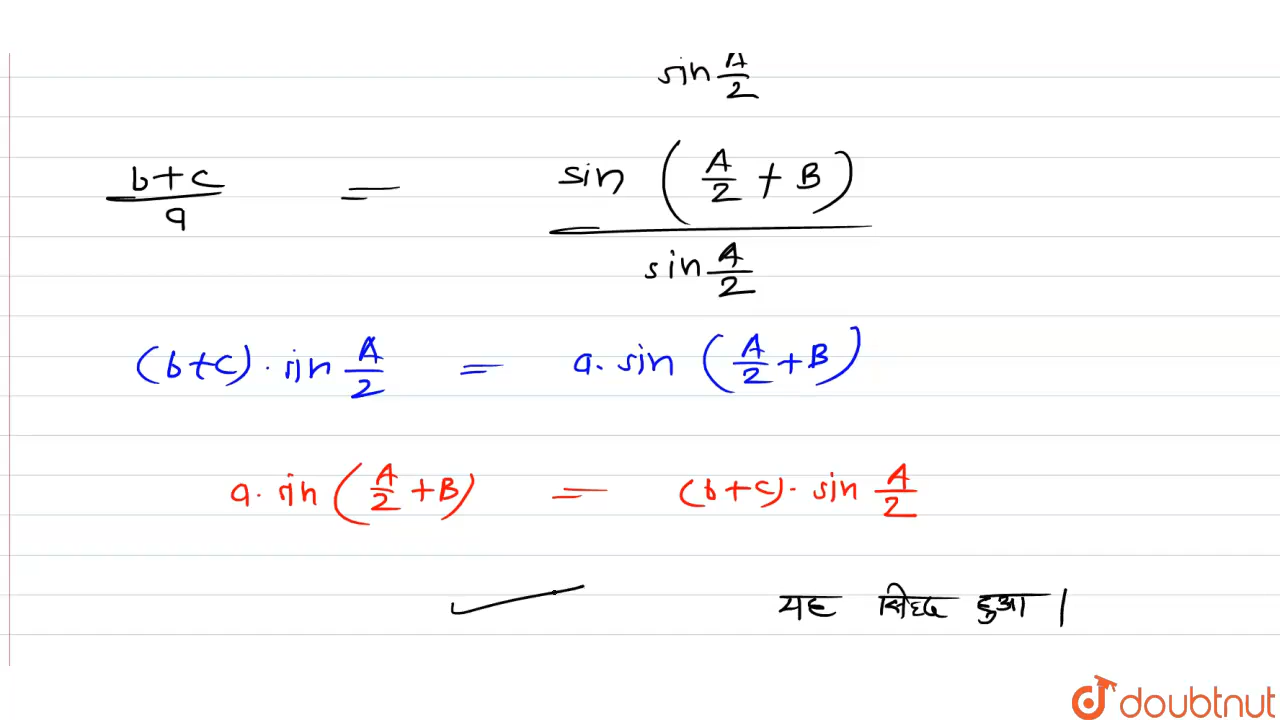 sin A/2
(b+c)/a = sin (A/2 + B) / sin A/2
(b+c) . sin A/2 = a. sin (A/2 + B)
a. sin (A/2 + B) = (b+c) . sin A/2
यह सिद्ध हुआ |
doubtnut